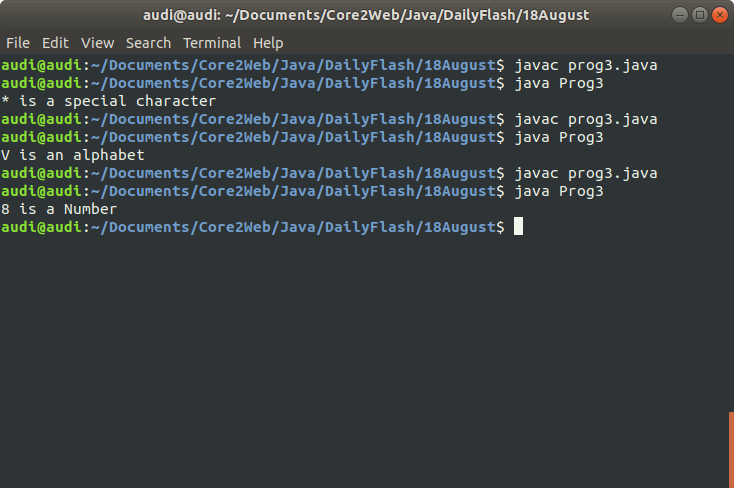 audi@audi: ~/Documents/Core2Web/Java/DailyFlash/18August
File Edit View Search Terminal Help
audi@audi:~/Documents/Core2Web/Java/DailyFlash/18August$ javac prog3.java
audi@audi:~/Documents/Core2Web/Java/DailyFlash/18August$ java Prog3
* is a special character
audi@audi:~/Documents/Core2Web/Java/DailyFlash/18August$ javac prog3.java
audi@audi:~/Documents/Core2Web/Java/DailyFlash/18August$ java Prog3
V is an alphabet
audi@audi:~/Documents/Core2Web/Java/DailyFlash/18August$ javac prog3.java
audi@audi:~/Documents/Core2Web/Java/DailyFlash/18August$ java Prog3
8 is a Number
audi@audi:~/Documents/Core2Web/Java/DailyFlash/18August$